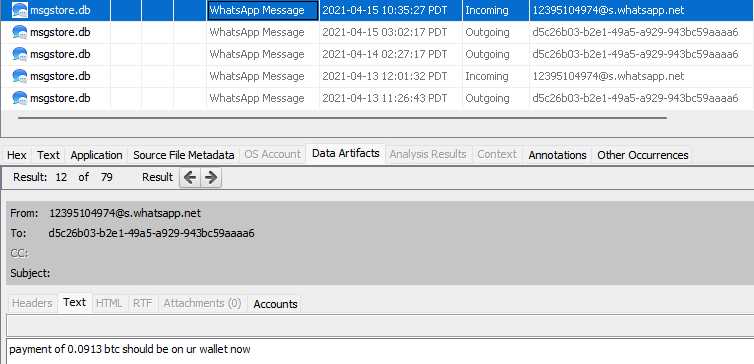 msgstore.db WhatsApp Message 2021-04-15 10:35:27 PDT Incoming 12395104974@s.whatsapp.net
msgstore.db WhatsApp Message 2021-04-15 03:02:17 PDT Outgoing d5c26b03-b2e1-49a5-a929-943bc59aaaa6
msgstore.db WhatsApp Message 2021-04-14 02:27:17 PDT Outgoing d5c26b03-b2e1-49a5-a929-943bc59aaaa6
msgstore.db WhatsApp Message 2021-04-13 12:01:32 PDT Incoming 12395104974@s.whatsapp.net
msgstore.db WhatsApp Message 2021-04-13 11:26:43 PDT Outgoing d5c26b03-b2e1-49a5-a929-943bc59aaaa6
Hex Text Application Source File Metadata OS Account Data Artifacts Analysis Results Context Annotations Other Occurrences
Result: 12 of 79 Result
From: 12395104974@s.whatsapp.net
To: d5c26b03-b2e1-49a5-a929-943bc59aaaa6
CC:
Subject:
Headers Text HTML RTF Attachments (0) Accounts
payment of 0.0913 btc should be on ur wallet now